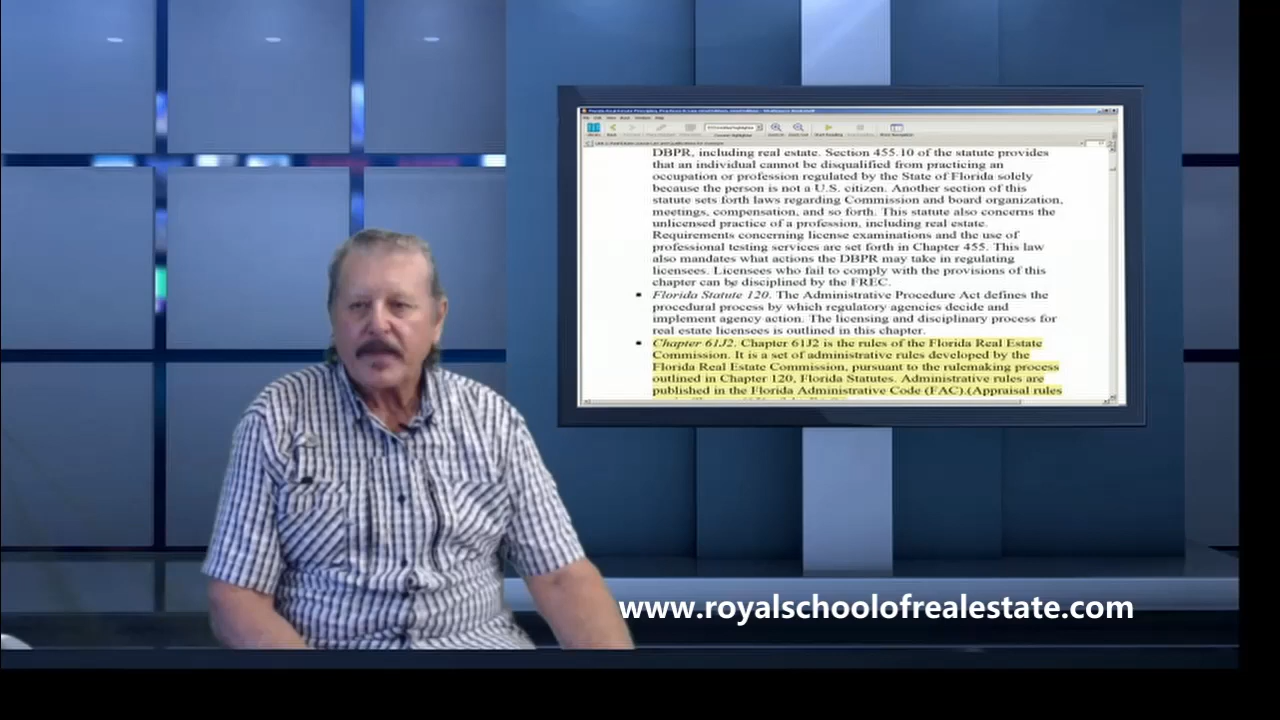 DBPR, including real estate. Section 455.10 of the statute provides
that an individual cannot be disqualified from practicing an
occupation or profession regulated by the State of Florida solely
because the person is not a U.S. citizen. Another section of this
statute sets forth laws regarding Commission and board organization,
meetings, compensation, and so forth. This statute also concerns the
unlicensed practice of a profession, including real estate.
Requirements concerning license examinations and the use of
professional testing services are set forth in Chapter 455. This law
also mandates what actions the DBPR may take in regulating
licensees. Licensees who fail to comply with the provisions of this
chapter can be disciplined by the FREC.
Florida Statute 120. The Administrative Procedure Act defines the
procedural process by which regulatory agencies decide and
implement agency action. The licensing and disciplinary process for
real estate licensees is outlined in this chapter.
Chapter 61J2. Chapter 61J2 is the rules of the Florida Real Estate
Commission. It is a set of administrative rules developed by the
Florida Real Estate Commission, pursuant to the rulemaking process
outlined in Chapter 120, Florida Statutes. Administrative rules are
published in the Florida Administrative Code (FAC).(Appraisal rules
www.royalschoolofrealestate.com